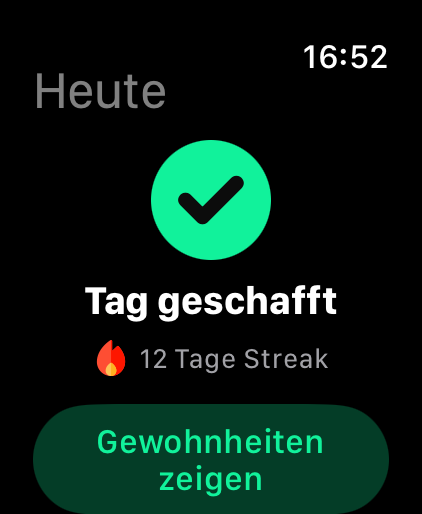 16:52
Heute
Tag geschafft
12 Tage Streak
Gewohnheiten
zeigen